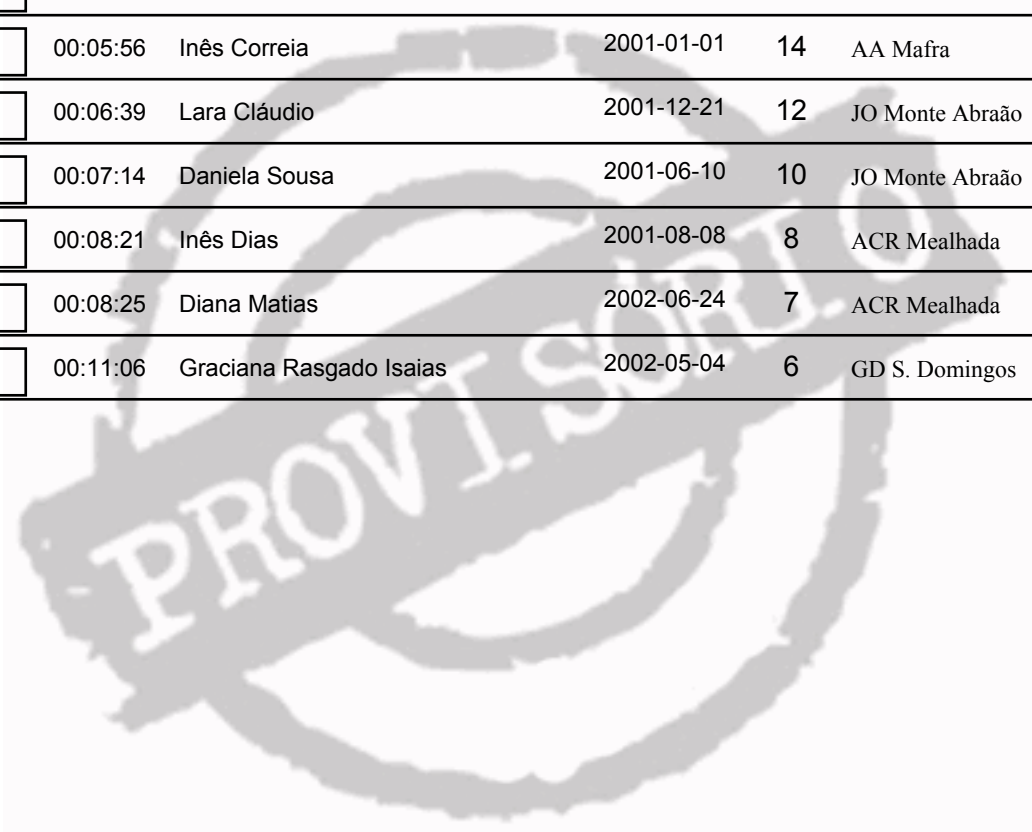 00:05:56 Inês Correia 2001-01-01 14 AA Mafra
00:06:39 Lara Cláudio 2001-12-21 12 JO Monte Abraão
00:07:14 Daniela Sousa 2001-06-10 10 JO Monte Abraão
00:08:21 Inês Dias 2001-08-08 8 ACR Mealhada
00:08:25 Diana Matias 2002-06-24 7 ACR Mealhada
00:11:06 Graciana Rasgado Isaias 2002-05-04 6 GD S. Domingos
PROVISÓRIO